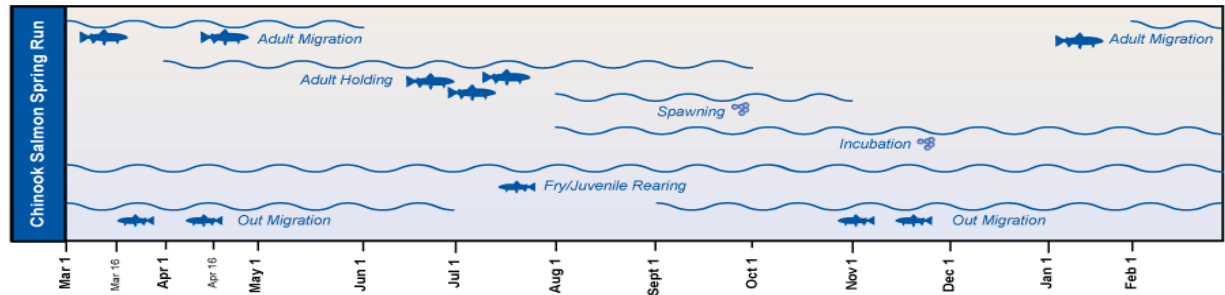 Chinook Salmon Spring Run
Adult Migration
Adult Migration
Adult Holding
Spawning
Incubation
Fry/Juvenile Rearing
Out Migration
Out Migration
Mar 1
Mar 16
Apr 1
Apr 16
May 1
Jun 1
Jul 1
Aug 1
Sept 1
Oct 1
Nov 1
Dec 1
Jan 1
Feb 1